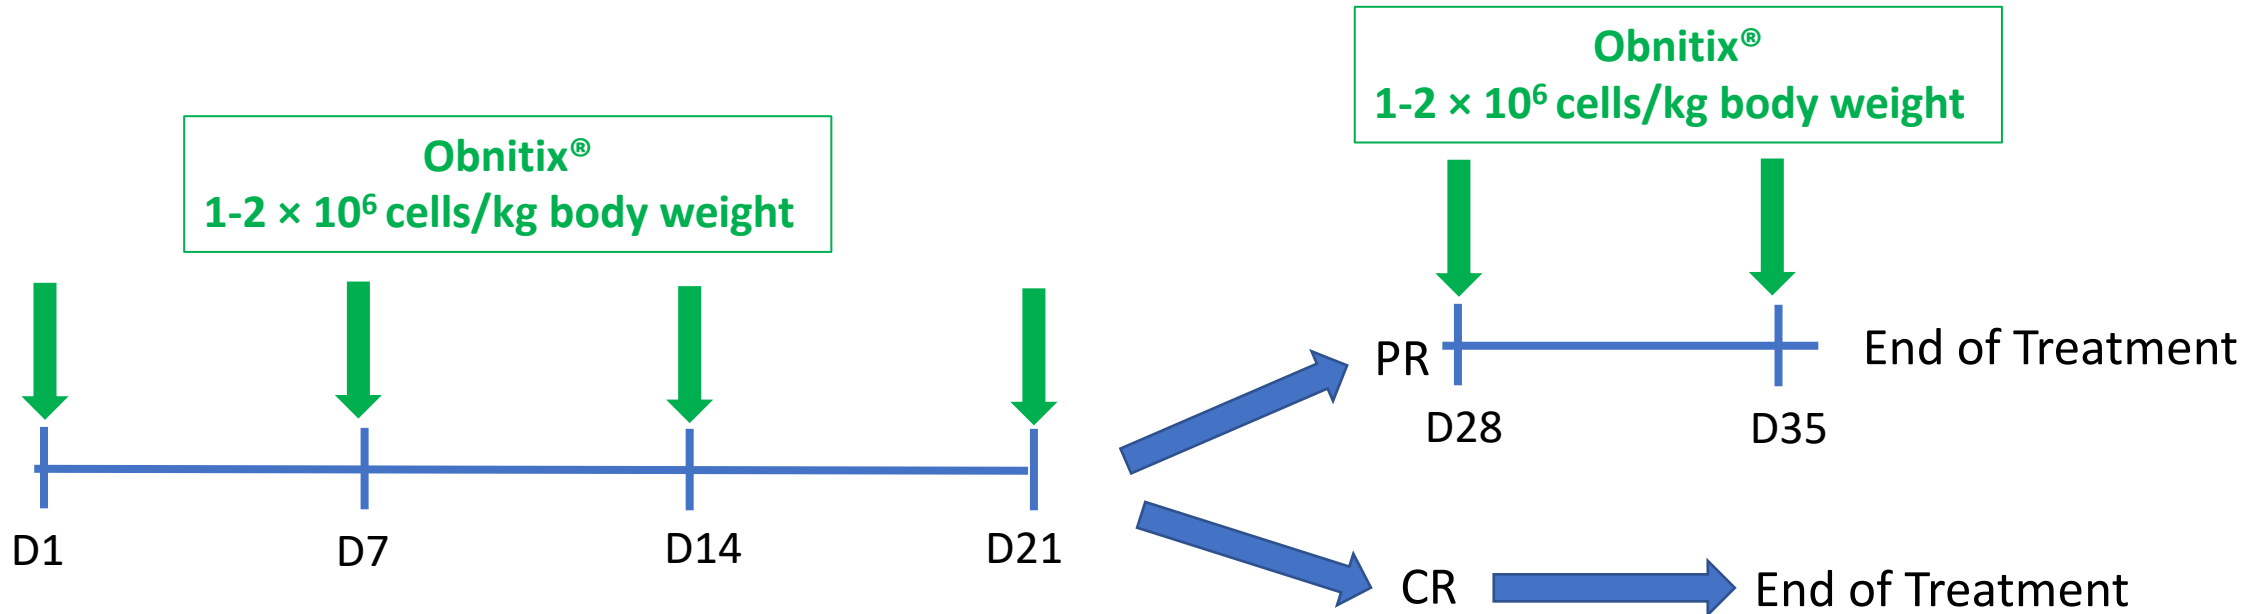 Obnitix®
1-2 × 10⁶ cells/kg body weight
D1
D7
D14
D21
Obnitix®
1-2 × 10⁶ cells/kg body weight
PR
End of Treatment
D28
D35
CR
End of Treatment